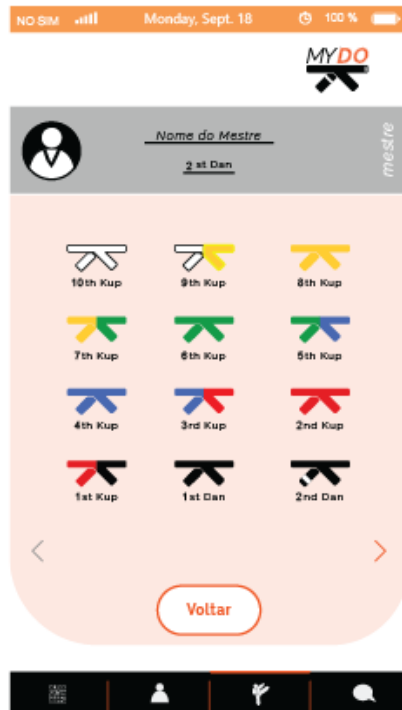 NO SIM Monday, Sept. 18 100 %
MYDO
Nome do Mestre
2 st Dan
mestre
10th Kup 9th Kup 8th Kup
7th Kup 6th Kup 5th Kup
4th Kup 3rd Kup 2nd Kup
1st Kup 1st Dan 2nd Dan
Voltar